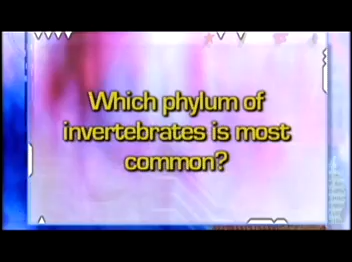 Which phylum of
invertebrates is most
common?